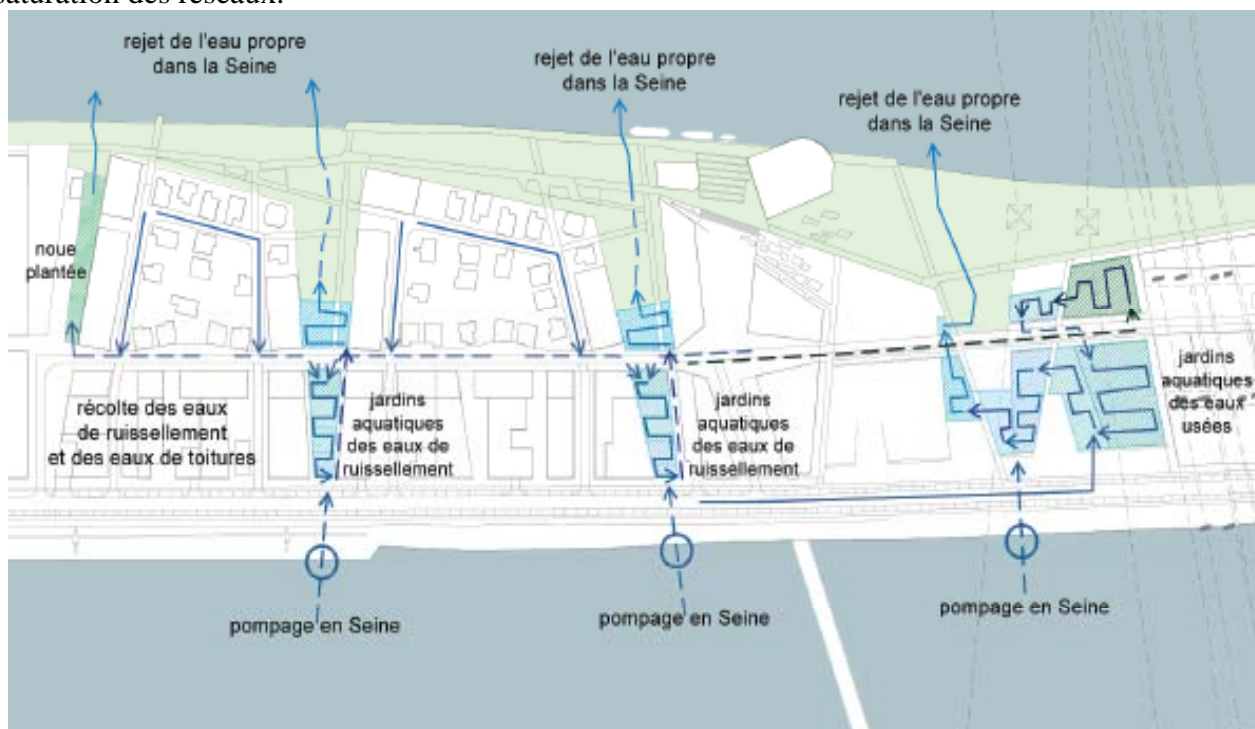 saturation des réseaux.
rejet de l'eau propre
dans la Seine
rejet de l'eau propre
dans la Seine
rejet de l'eau propre
dans la Seine
noue
plantée
récolte des eaux
de ruissellement
et des eaux de toitures
jardins
aquatiques
des eaux de
ruissellement
jardins
aquatiques
des eaux de
ruissellement
jardins
aquatiques
des eaux
usées
pompage en Seine
pompage en Seine
pompage en Seine